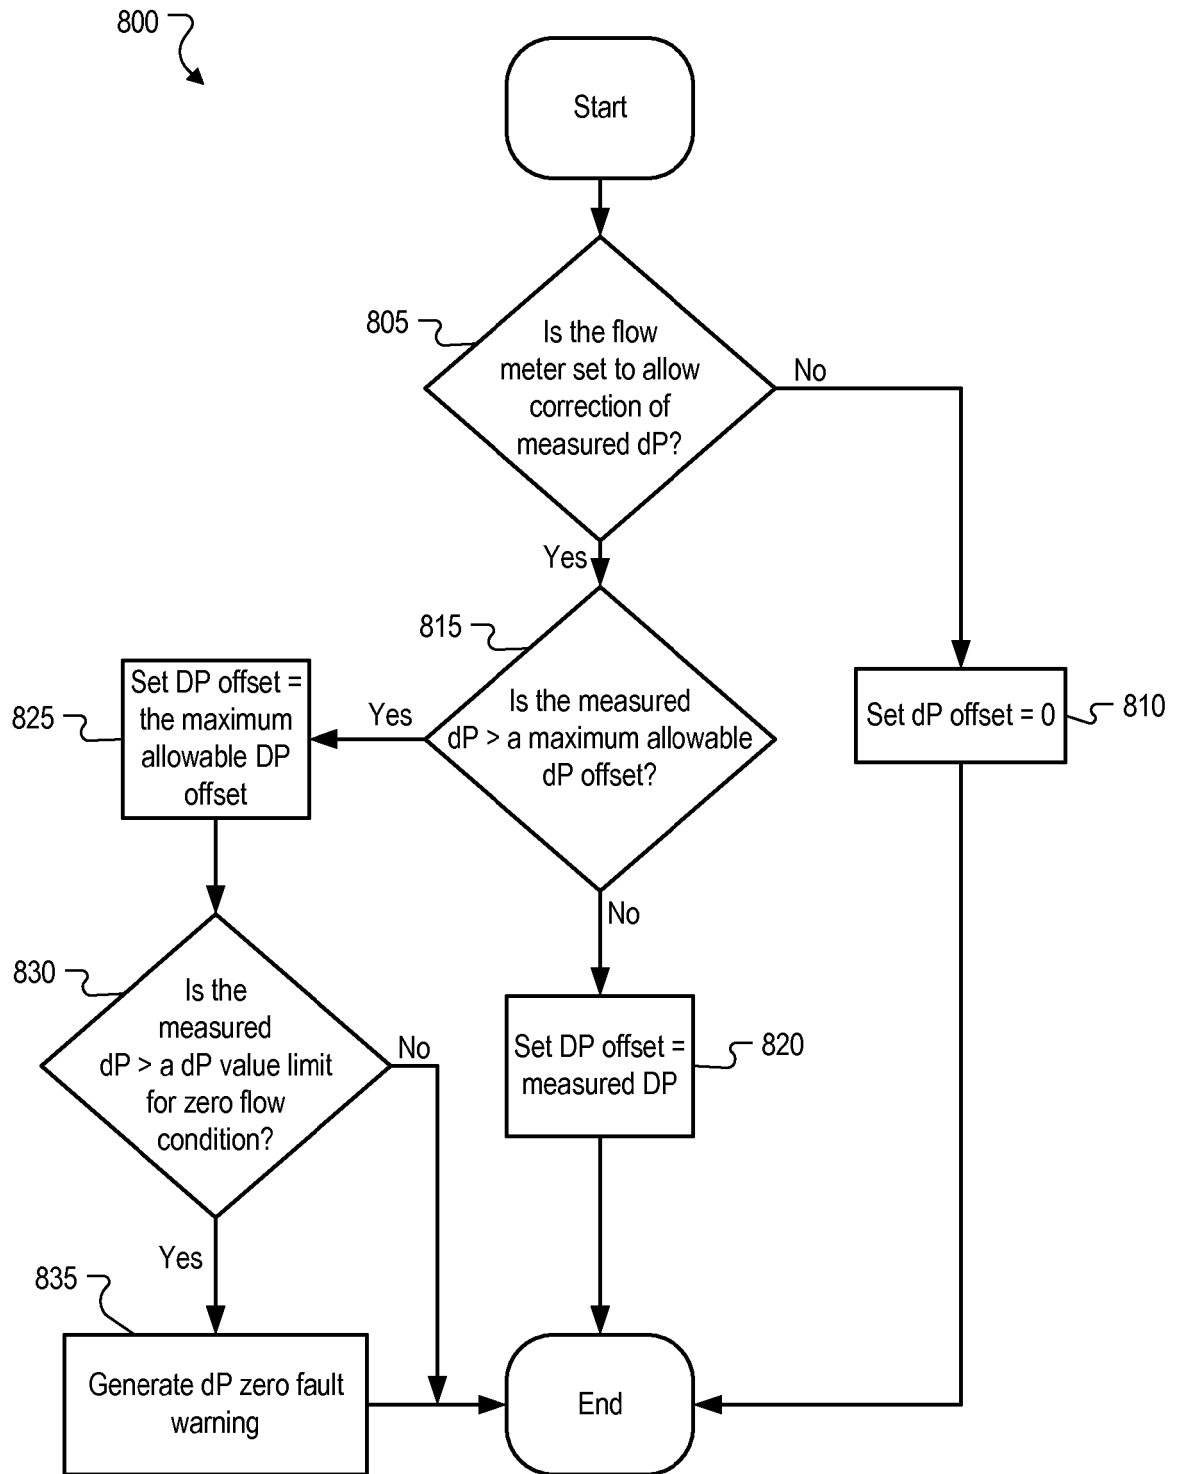 800
Start
805
Is the flow
meter set to allow
correction of
measured dP?
No
Yes
815
Is the measured
dP > a maximum allowable
dP offset?
Yes
Set DP offset =
the maximum
allowable DP
offset
825
Set dP offset = 0
810
No
830
Is the
measured
dP > a dP value limit
for zero flow
condition?
No
Set DP offset =
measured DP
820
Yes
835
Generate dP zero fault
warning
End